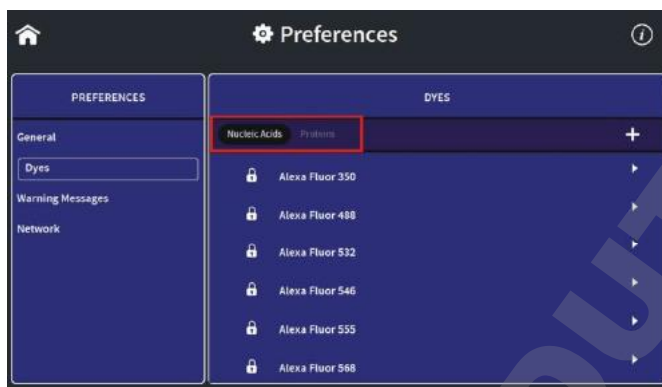 Preferences
PREFERENCES
General
Dyes
Warning Messages
Network
DYES
Nucleic Acids Proteins
+
Alexa Fluor 350
Alexa Fluor 488
Alexa Fluor 532
Alexa Fluor 546
Alexa Fluor 555
Alexa Fluor 568